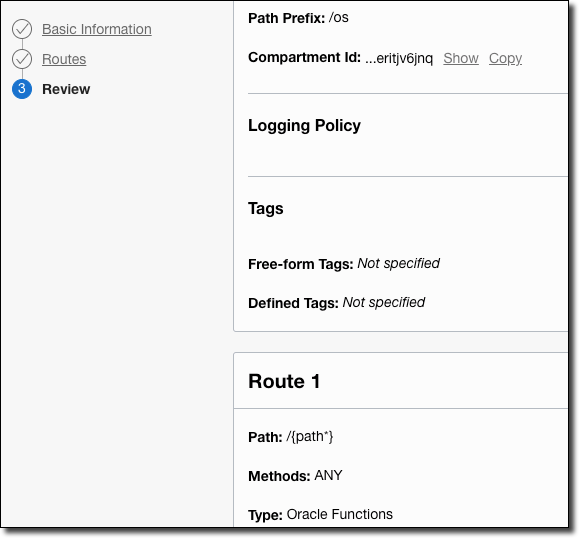 Basic Information
Routes
3 Review
Path Prefix: /os
Compartment Id: ...eritjv6jnq Show Copy
Logging Policy
Tags
Free-form Tags: Not specified
Defined Tags: Not specified
Route 1
Path: /{path*}
Methods: ANY
Type: Oracle Functions